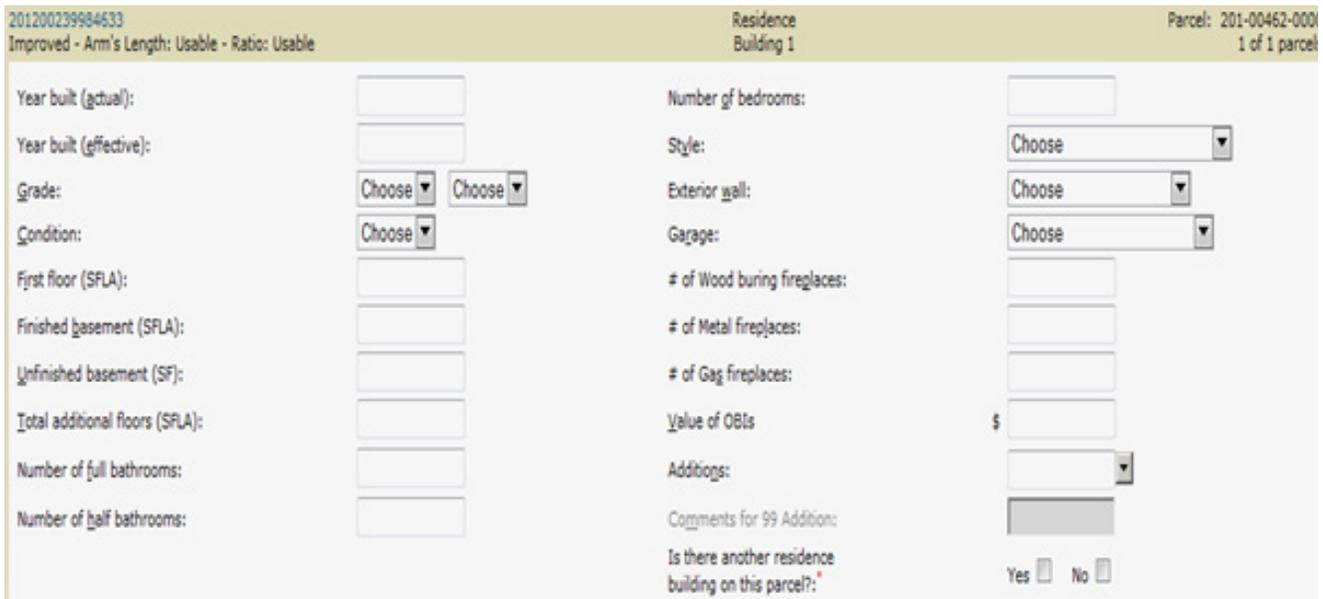 201200239984633 Residence Parcel: 201-00462-0000
Improved - Arm's Length: Usable - Ratio: Usable Building 1 1 of 1 parcels
Year built (actual): Number of bedrooms:
Year built (effective): Style: Choose
Grade: Choose Choose Exterior wall: Choose
Condition: Choose Garage: Choose
First floor (SFLA): # of Wood buring fireplaces:
Finished basement (SFLA): # of Metal fireplaces:
Unfinished basement (SF): # of Gas fireplaces:
Total additional floors (SFLA): Value of OBIs $
Number of full bathrooms: Additions:
Number of half bathrooms: Comments for 99 Addition:
Is there another residence
building on this parcel?:* Yes No